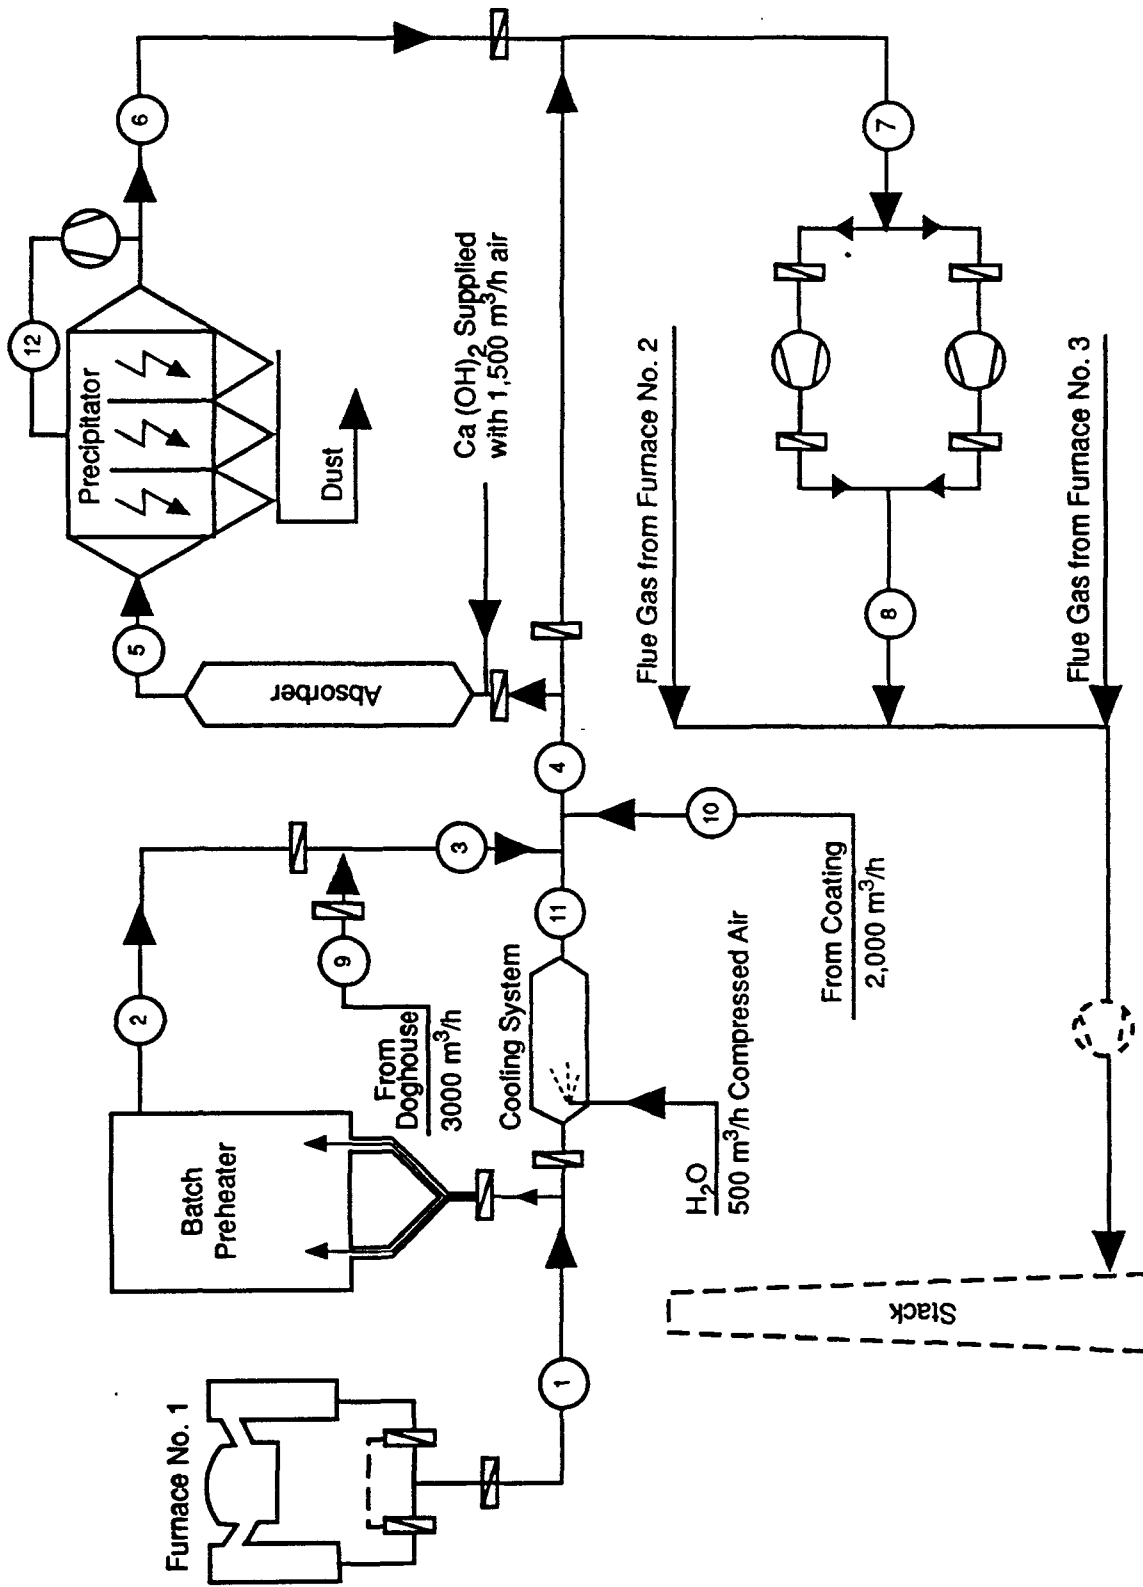 Furnace No. 1
Batch
Preheater
2
From
Doghouse
3000 m³/h
9
3
1
Cooling System
11
H₂O
500 m³/h Compressed Air
From Coating
2,000 m³/h
10
4
Absorber
5
Precipitator
12
Dust
6
Ca (OH)₂ Supplied
with 1,500 m³/h air
7
Flue Gas from Furnace No. 2
8
Flue Gas from Furnace No. 3
Stack